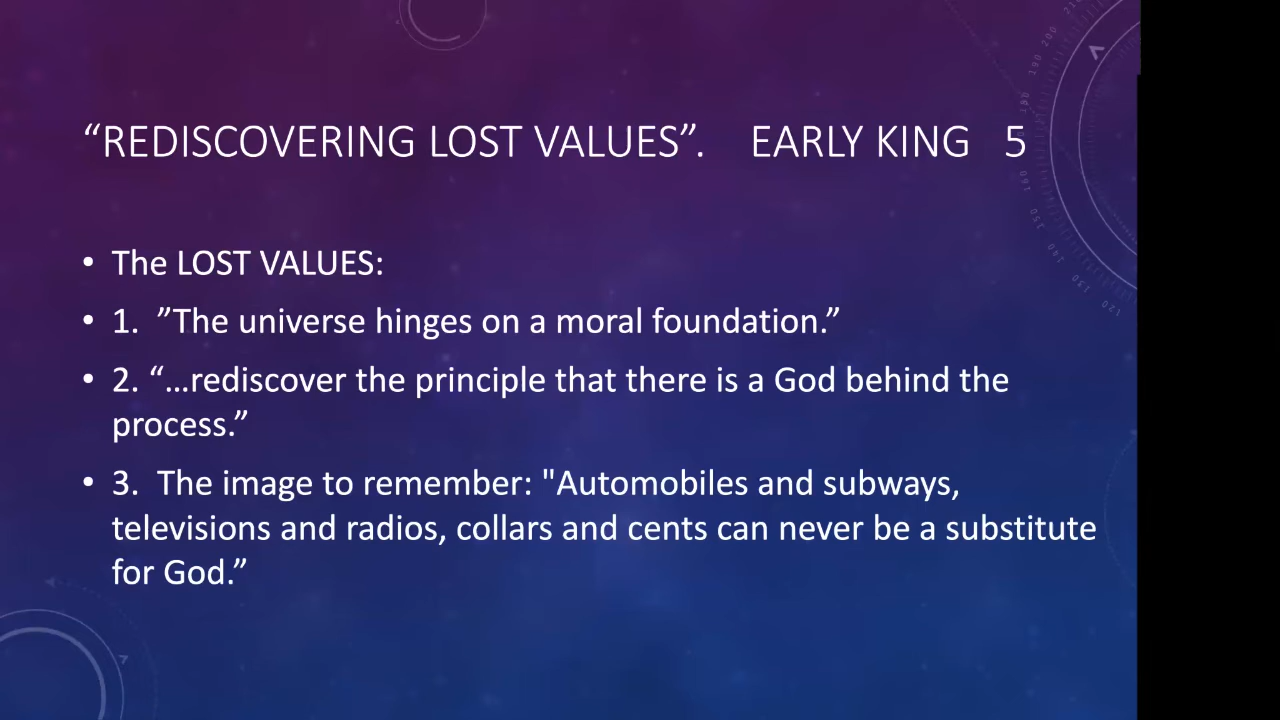 “REDISCOVERING LOST VALUES”. EARLY KING 5
• The LOST VALUES:
• 1. ”The universe hinges on a moral foundation.”
• 2. “…rediscover the principle that there is a God behind the
process.”
• 3. The image to remember: "Automobiles and subways,
televisions and radios, collars and cents can never be a substitute
for God.”